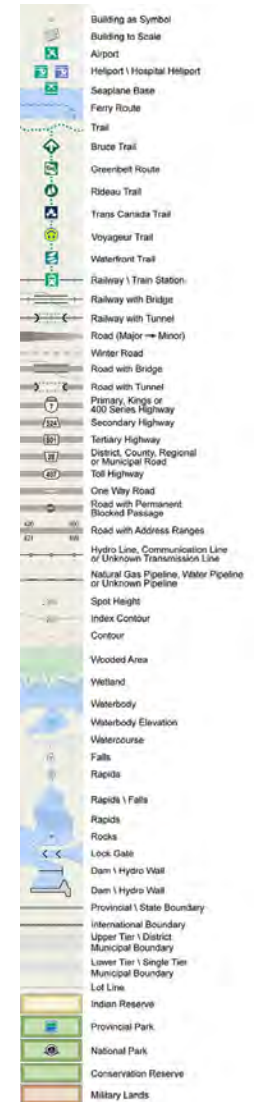 Building as Symbol
Building to Scale
Airport
Heliport \ Hospital Heliport
Seaplane Base
Ferry Route
Trail
Bruce Trail
Greenbelt Route
Rideau Trail
Trans Canada Trail
Voyageur Trail
Waterfront Trail
Railway \ Train Station
Railway with Bridge
Railway with Tunnel
Road (Major → Minor)
Winter Road
Road with Bridge
Road with Tunnel
7
Primary, Kings or
400 Series Highway
524
Secondary Highway
801
Tertiary Highway
28
District, County, Regional
or Municipal Road
407
Toll Highway
One Way Road
Road with Permanent
Blocked Passage
Road with Address Ranges
Hydro Line, Communication Line
or Unknown Transmission Line
Natural Gas Pipeline, Water Pipeline
or Unknown Pipeline
Spot Height
Index Contour
Contour
Wooded Area
Wetland
Waterbody
Waterbody Elevation
Watercourse
Falls
Rapids
Rapids \ Falls
Rapids
Rocks
Lock Gate
Dam \ Hydro Wall
Dam \ Hydro Wall
Provincial \ State Boundary
International Boundary
Upper Tier \ District
Municipal Boundary
Lower Tier \ Single Tier
Municipal Boundary
Lot Line
Indian Reserve
Provincial Park
National Park
Conservation Reserve
Military Lands